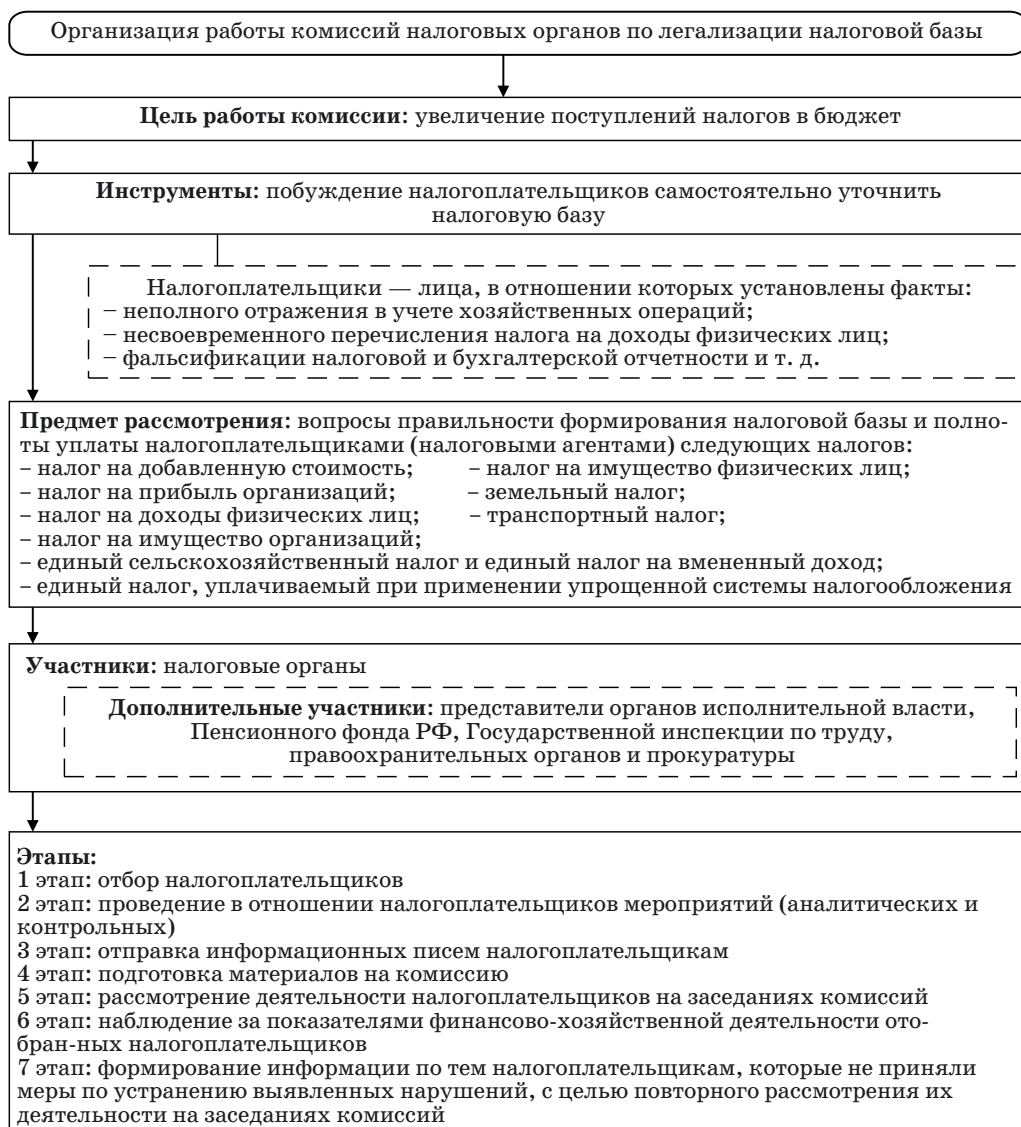 Организация работы комиссий налоговых органов по легализации налоговой базы
Цель работы комиссии: увеличение поступлений налогов в бюджет
Инструменты: побуждение налогоплательщиков самостоятельно уточнить
налоговую базу
Налогоплательщики — лица, в отношении которых установлены факты:
– неполного отражения в учете хозяйственных операций;
– несвоевременного перечисления налога на доходы физических лиц;
– фальсификации налоговой и бухгалтерской отчетности и т. д.
Предмет рассмотрения: вопросы правильности формирования налоговой базы и полно-
ты уплаты налогоплательщиками (налоговыми агентами) следующих налогов:
– налог на добавленную стоимость; – налог на имущество физических лиц;
– налог на прибыль организаций; – земельный налог;
– налог на доходы физических лиц; – транспортный налог;
– налог на имущество организаций;
– единый сельскохозяйственный налог и единый налог на вмененный доход;
– единый налог, уплачиваемый при применении упрощенной системы налогообложения
Участники: налоговые органы
Дополнительные участники: представители органов исполнительной власти,
Пенсионного фонда РФ, Государственной инспекции по труду,
правоохранительных органов и прокуратуры
Этапы:
1 этап: отбор налогоплательщиков
2 этап: проведение в отношении налогоплательщиков мероприятий (аналитических и
контрольных)
3 этап: отправка информационных писем налогоплательщикам
4 этап: подготовка материалов на комиссию
5 этап: рассмотрение деятельности налогоплательщиков на заседаниях комиссий
6 этап: наблюдение за показателями финансово-хозяйственной деятельности ото-
бран-ных налогоплательщиков
7 этап: формирование информации по тем налогоплательщикам, которые не приняли
меры по устранению выявленных нарушений, с целью повторного рассмотрения их
деятельности на заседаниях комиссий